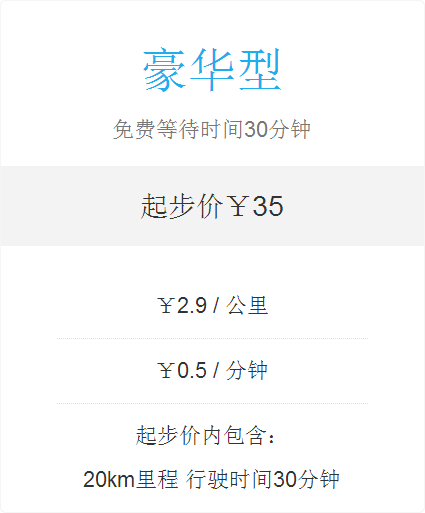 豪华型
免费等待时间30分钟
起步价￥35
￥2.9 / 公里
￥0.5 / 分钟
起步价内包含：
20km里程 行驶时间30分钟